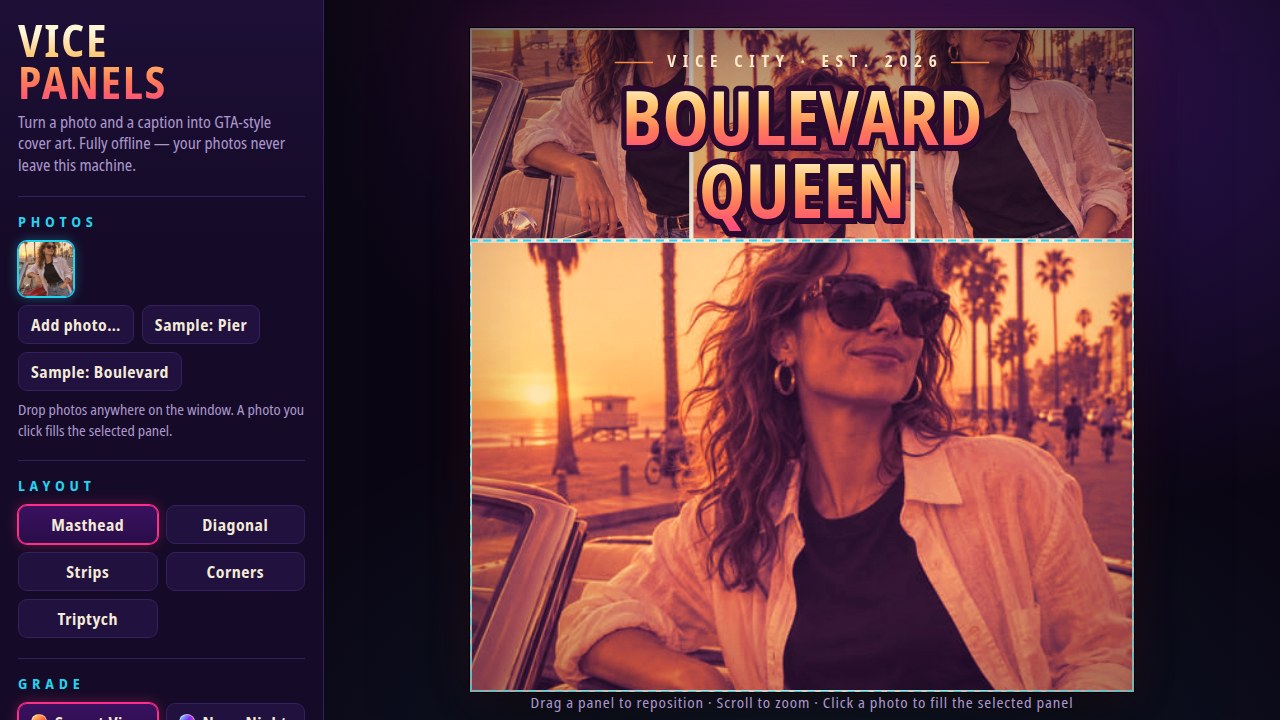 VICE
PANELS
Turn a photo and a caption into GTA-style
cover art. Fully offline — your photos never
leave this machine.
PHOTOS
Add photo...
Sample: Pier
Sample: Boulevard
Drop photos anywhere on the window. A photo you
click fills the selected panel.
LAYOUT
Masthead
Diagonal
Strips
Corners
Triptych
GRADE
VICE CITY · EST. 2026
BOULEVARD
QUEEN
Drag a panel to reposition · Scroll to zoom · Click a photo to fill the selected panel